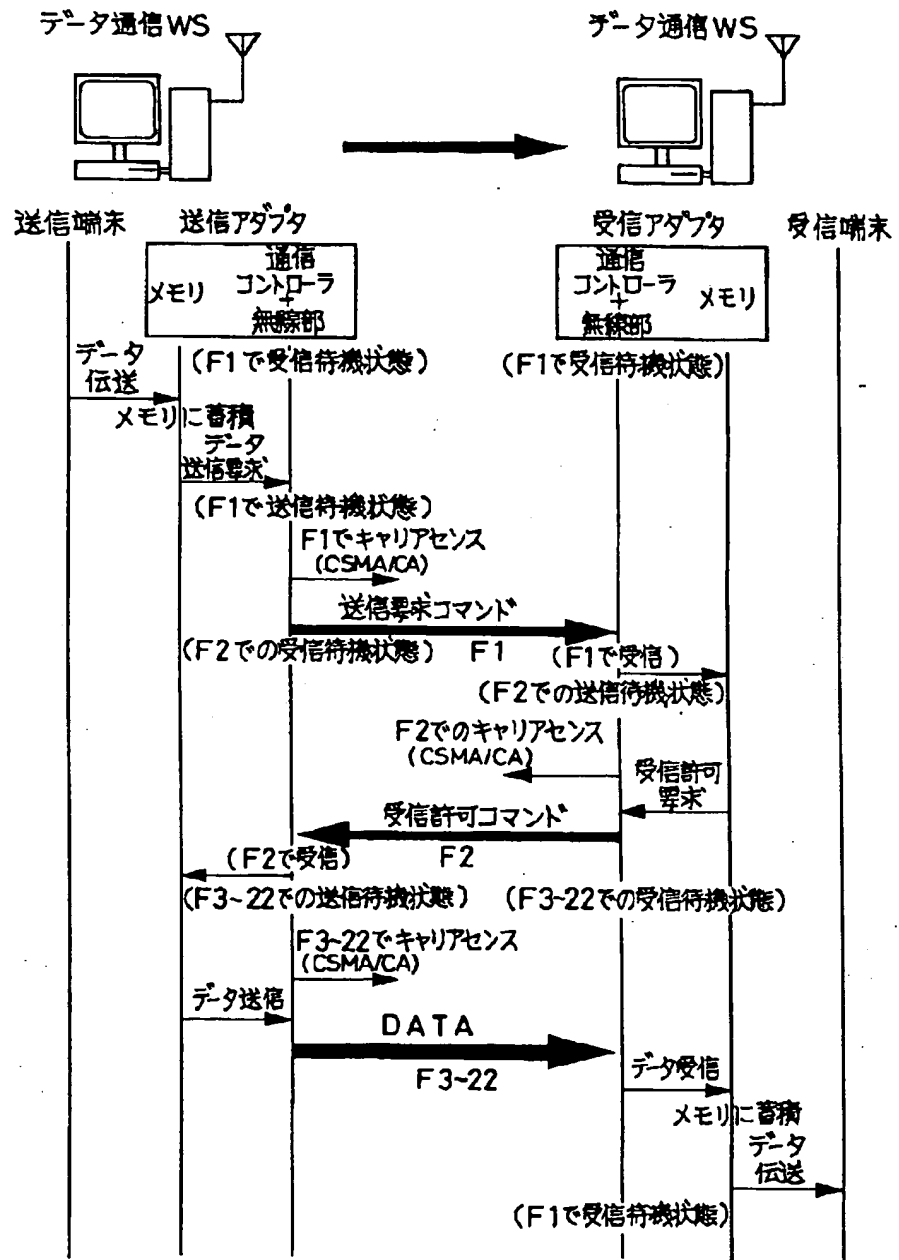 データ通信WS
データ通信WS
送信端末
送信アダプタ
受信アダプタ
受信端末
メモリ
通信
コントローラ
+
無線部
通信
コントローラ
+
無線部
メモリ
データ
伝送
(F1で受信待機状態)
(F1で受信待機状態)
メモリに蓄積
データ
送信要求
(F1で送信待機状態)
F1でキャリアセンス
(CSMA/CA)
送信要求コマンド
(F2での受信待機状態)
F1
(F1で受信)
(F2での送信待機状態)
F2でのキャリアセンス
(CSMA/CA)
受信許可
要求
受信許可コマンド
(F2で受信)
F2
(F3~22での送信待機状態)
(F3~22での受信待機状態)
F3~22でキャリアセンス
(CSMA/CA)
データ送信
DATA
F3~22
データ受信
メモリに蓄積
データ
伝送
(F1で受信待機状態)